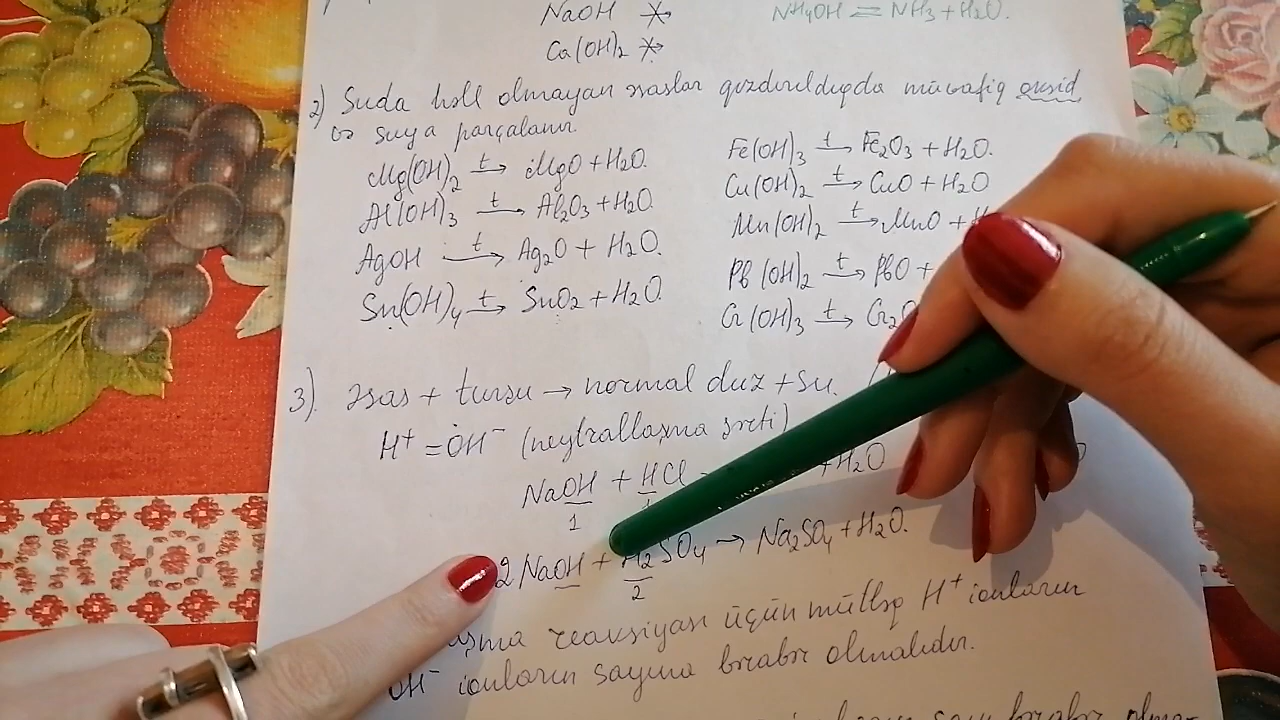 NaOH
NH₄OH ⇌ NH₃ + H₂O.
Ca(OH)₂
2) Suda həll olmayan əsaslar qızdırıldıqda müvafiq oksid
və suya parçalanır.
Mg(OH)₂ t→ MgO + H₂O.
Al(OH)₃ t→ Al₂O₃ + H₂O.
AgOH t→ Ag₂O + H₂O.
Sn(OH)₄ t→ SnO₂ + H₂O.
Fe(OH)₃ t→ Fe₂O₃ + H₂O.
Cu(OH)₂ t→ CuO + H₂O
Mn(OH)₂ t→ MnO + H
Pb(OH)₂ t→ PbO +
Cr(OH)₃ t→ Cr₂O
3). əsas + turşu → normal duz + su.
H⁺ = OH⁻ (neytrallaşma
NaOH + HCl + H₂O
1
2NaOH + H₂SO₄ → Na₂SO₄ + H₂O.
2
reaksiyası üçün mütləq H⁺ ionların
OH⁻ ionların sayına bərabər olmalıdır.